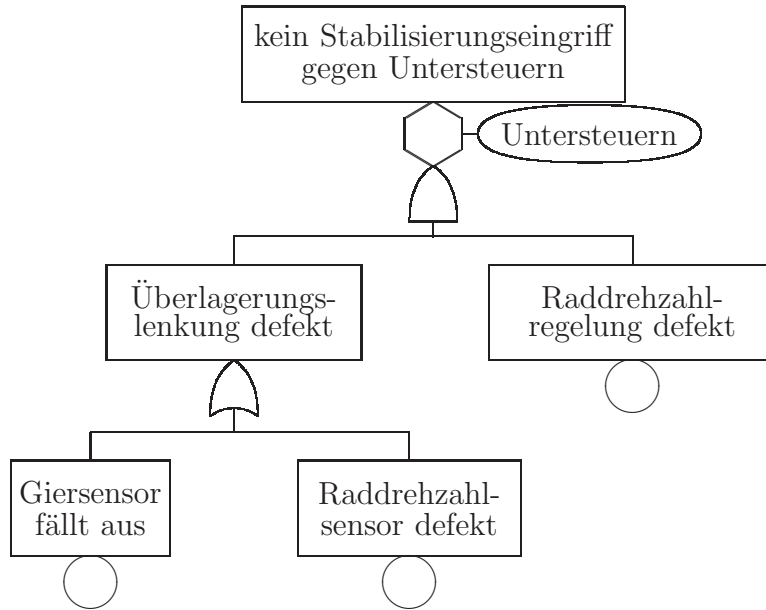 kein Stabilisierungseingriff
gegen Untersteuern
Untersteuern
Überlagerungs-
lenkung defekt
Raddrehzahl-
regelung defekt
Giersensor
fällt aus
Raddrehzahl-
sensor defekt